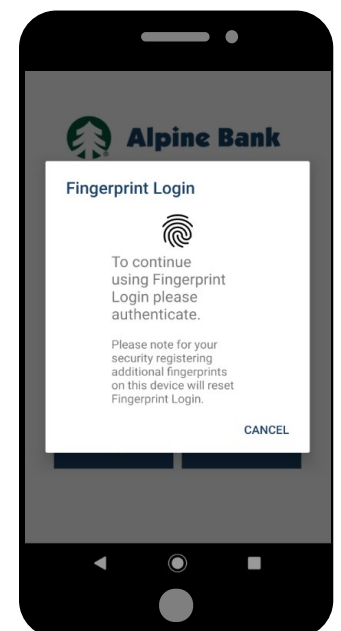 Alpine Bank
Fingerprint Login
To continue
using Fingerprint
Login please
authenticate.
Please note for your
security registering
additional fingerprints
on this device will reset
Fingerprint Login.
CANCEL